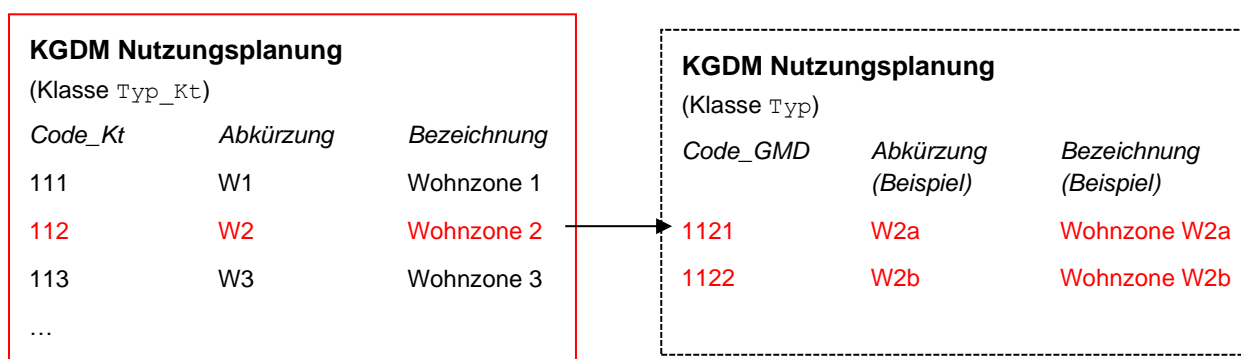 KGDM Nutzungsplanung
(Klasse Typ_Kt)
Code_Kt Abkürzung Bezeichnung
111 W1 Wohnzone 1
112 W2 Wohnzone 2
113 W3 Wohnzone 3
…
KGDM Nutzungsplanung
(Klasse Typ)
Code_GMD Abkürzung Bezeichnung
(Beispiel) (Beispiel)
1121 W2a Wohnzone W2a
1122 W2b Wohnzone W2b